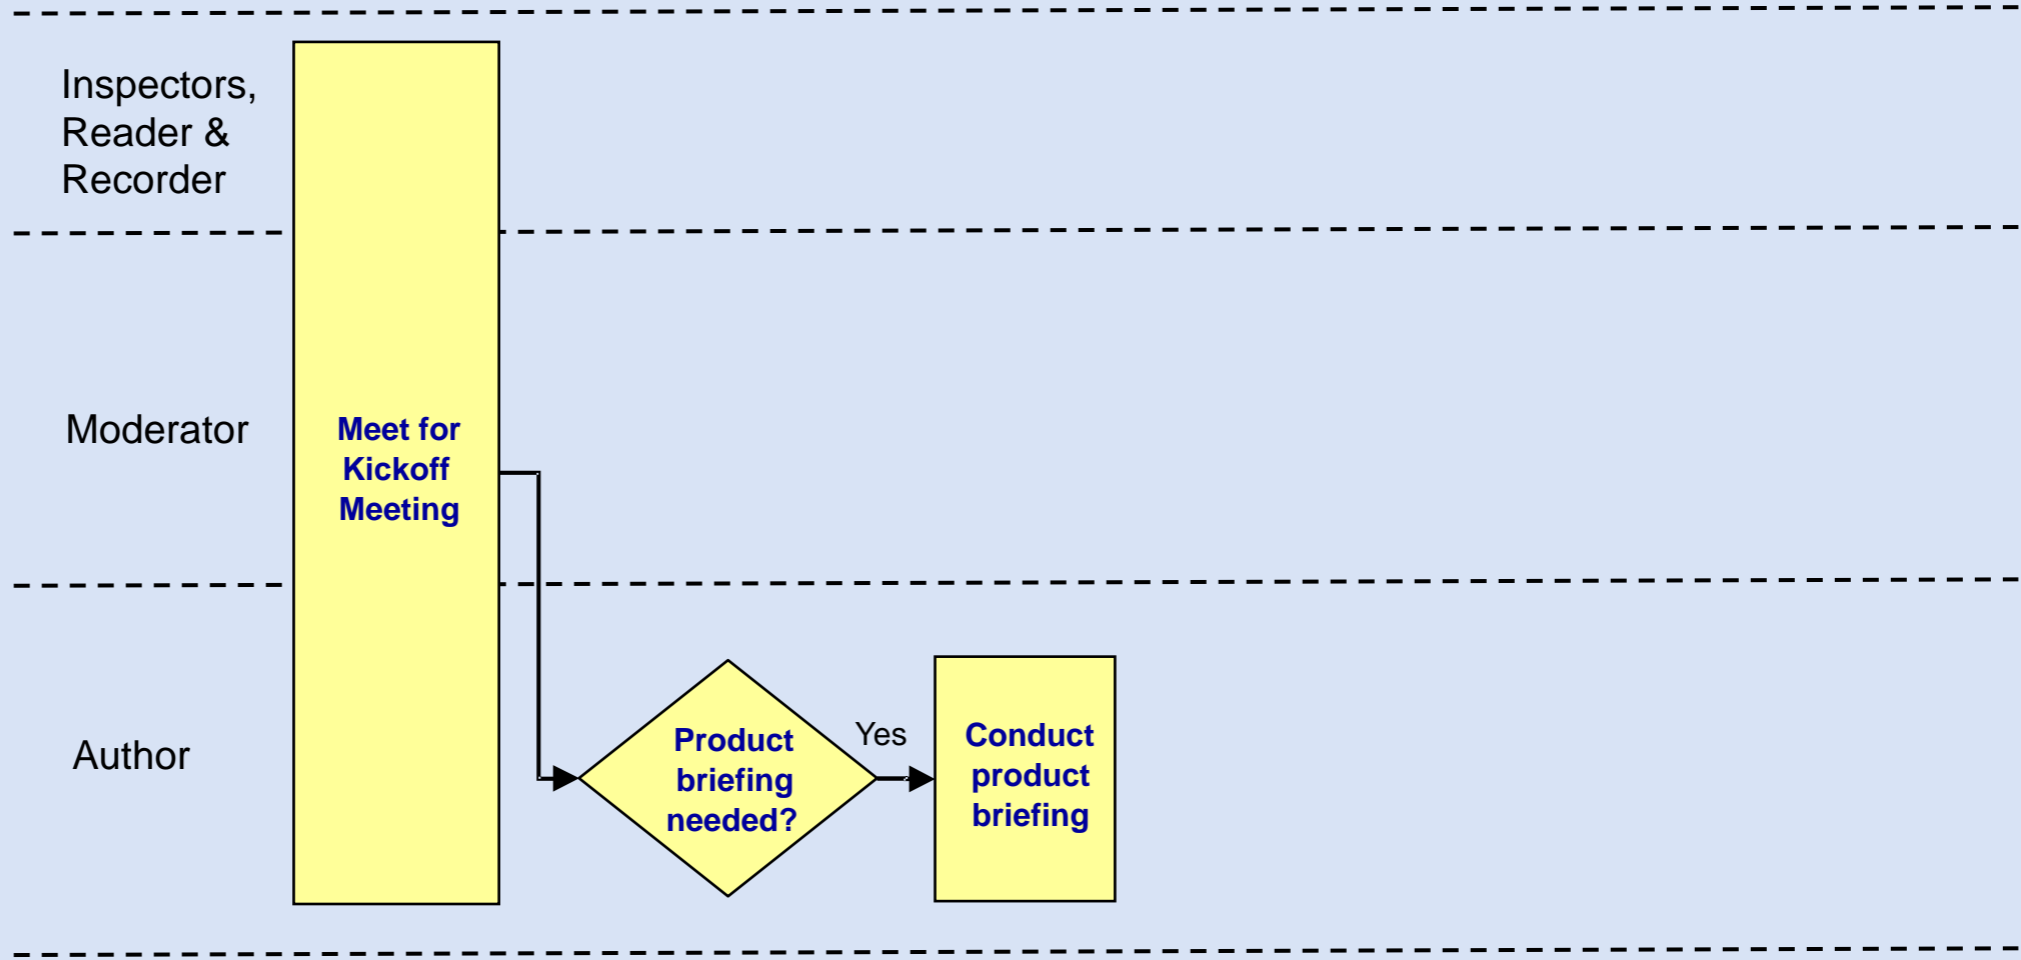 Inspectors,
Reader &
Recorder
Moderator
Meet for
Kickoff
Meeting
Author
Product
briefing
needed?
Yes
Conduct
product
briefing